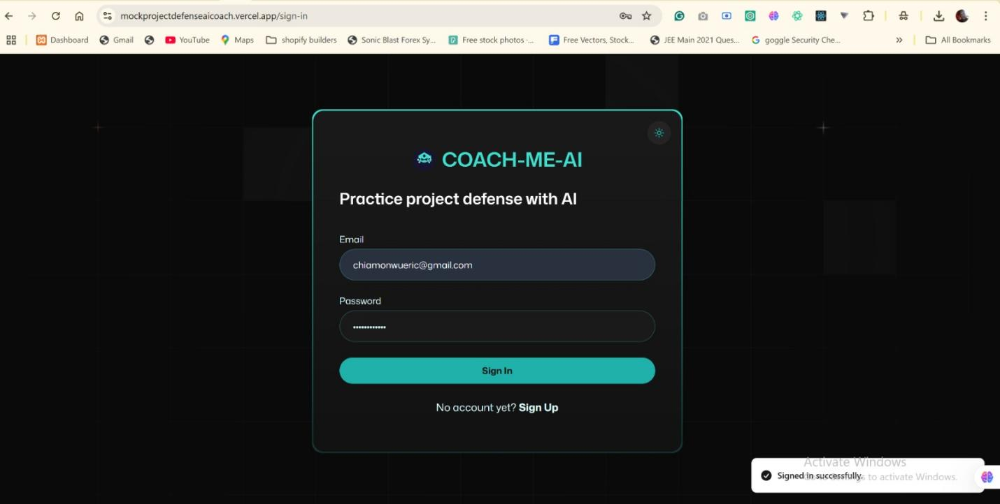 mockprojectdefenseaicoach.vercel.app/sign-in
Dashboard Gmail YouTube Maps shopify builders Sonic Blast Forex Sy... Free stock photos ·... Free Vectors, Stock... JEE Main 2021 Ques... goggle Security Che... » All Bookmarks
COACH-ME-AI
Practice project defense with AI
Email
chiamonwueric@gmail.com
Password
••••••••••••
Sign In
No account yet? Sign Up
Activate Windows
Signed in successfully.
Go to Settings to activate Windows.